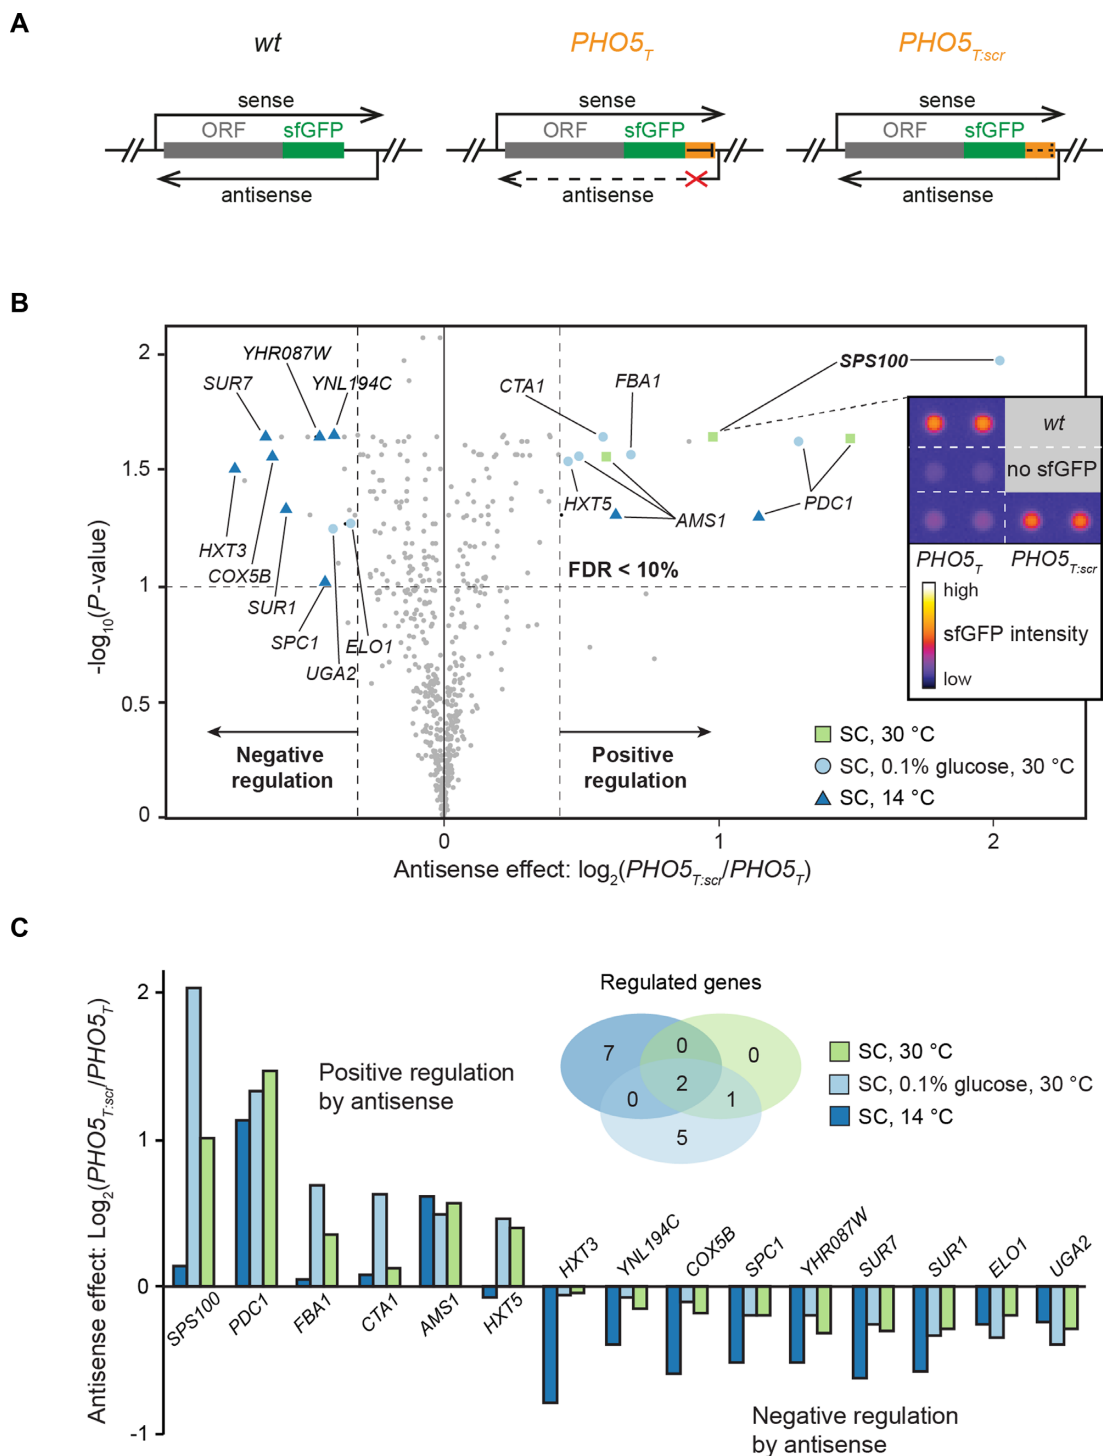 A
wt
PHO5T
PHO5T:scr
sense
ORF
sfGFP
antisense
sense
ORF
sfGFP
antisense
sense
ORF
sfGFP
antisense
B
-log10(P-value)
2
1.5
1
0.5
0
YHR087W
SUR7
YNL194C
HXT3
COX5B
SUR1
SPC1
ELO1
UGA2
CTA1
FBA1
SPS100
HXT5
AMS1
PDC1
FDR < 10%
wt
no sfGFP
PHO5T
PHO5T:scr
high
sfGFP intensity
low
Negative
regulation
Positive
regulation
SC, 30 °C
SC, 0.1% glucose, 30 °C
SC, 14 °C
0
1
2
Antisense effect: log2(PHO5T:scr/PHO5T)
C
Antisense effect: Log2(PHO5T:scr/PHO5T)
2
1
0
-1
Positive regulation
by antisense
Regulated genes
7
0
0
2
0
1
5
SC, 30 °C
SC, 0.1% glucose, 30 °C
SC, 14 °C
SPS100
PDC1
FBA1
CTA1
AMS1
HXT5
HXT3
YNL194C
COX5B
SPC1
YHR087W
SUR7
SUR1
ELO1
UGA2
Negative regulation
by antisense